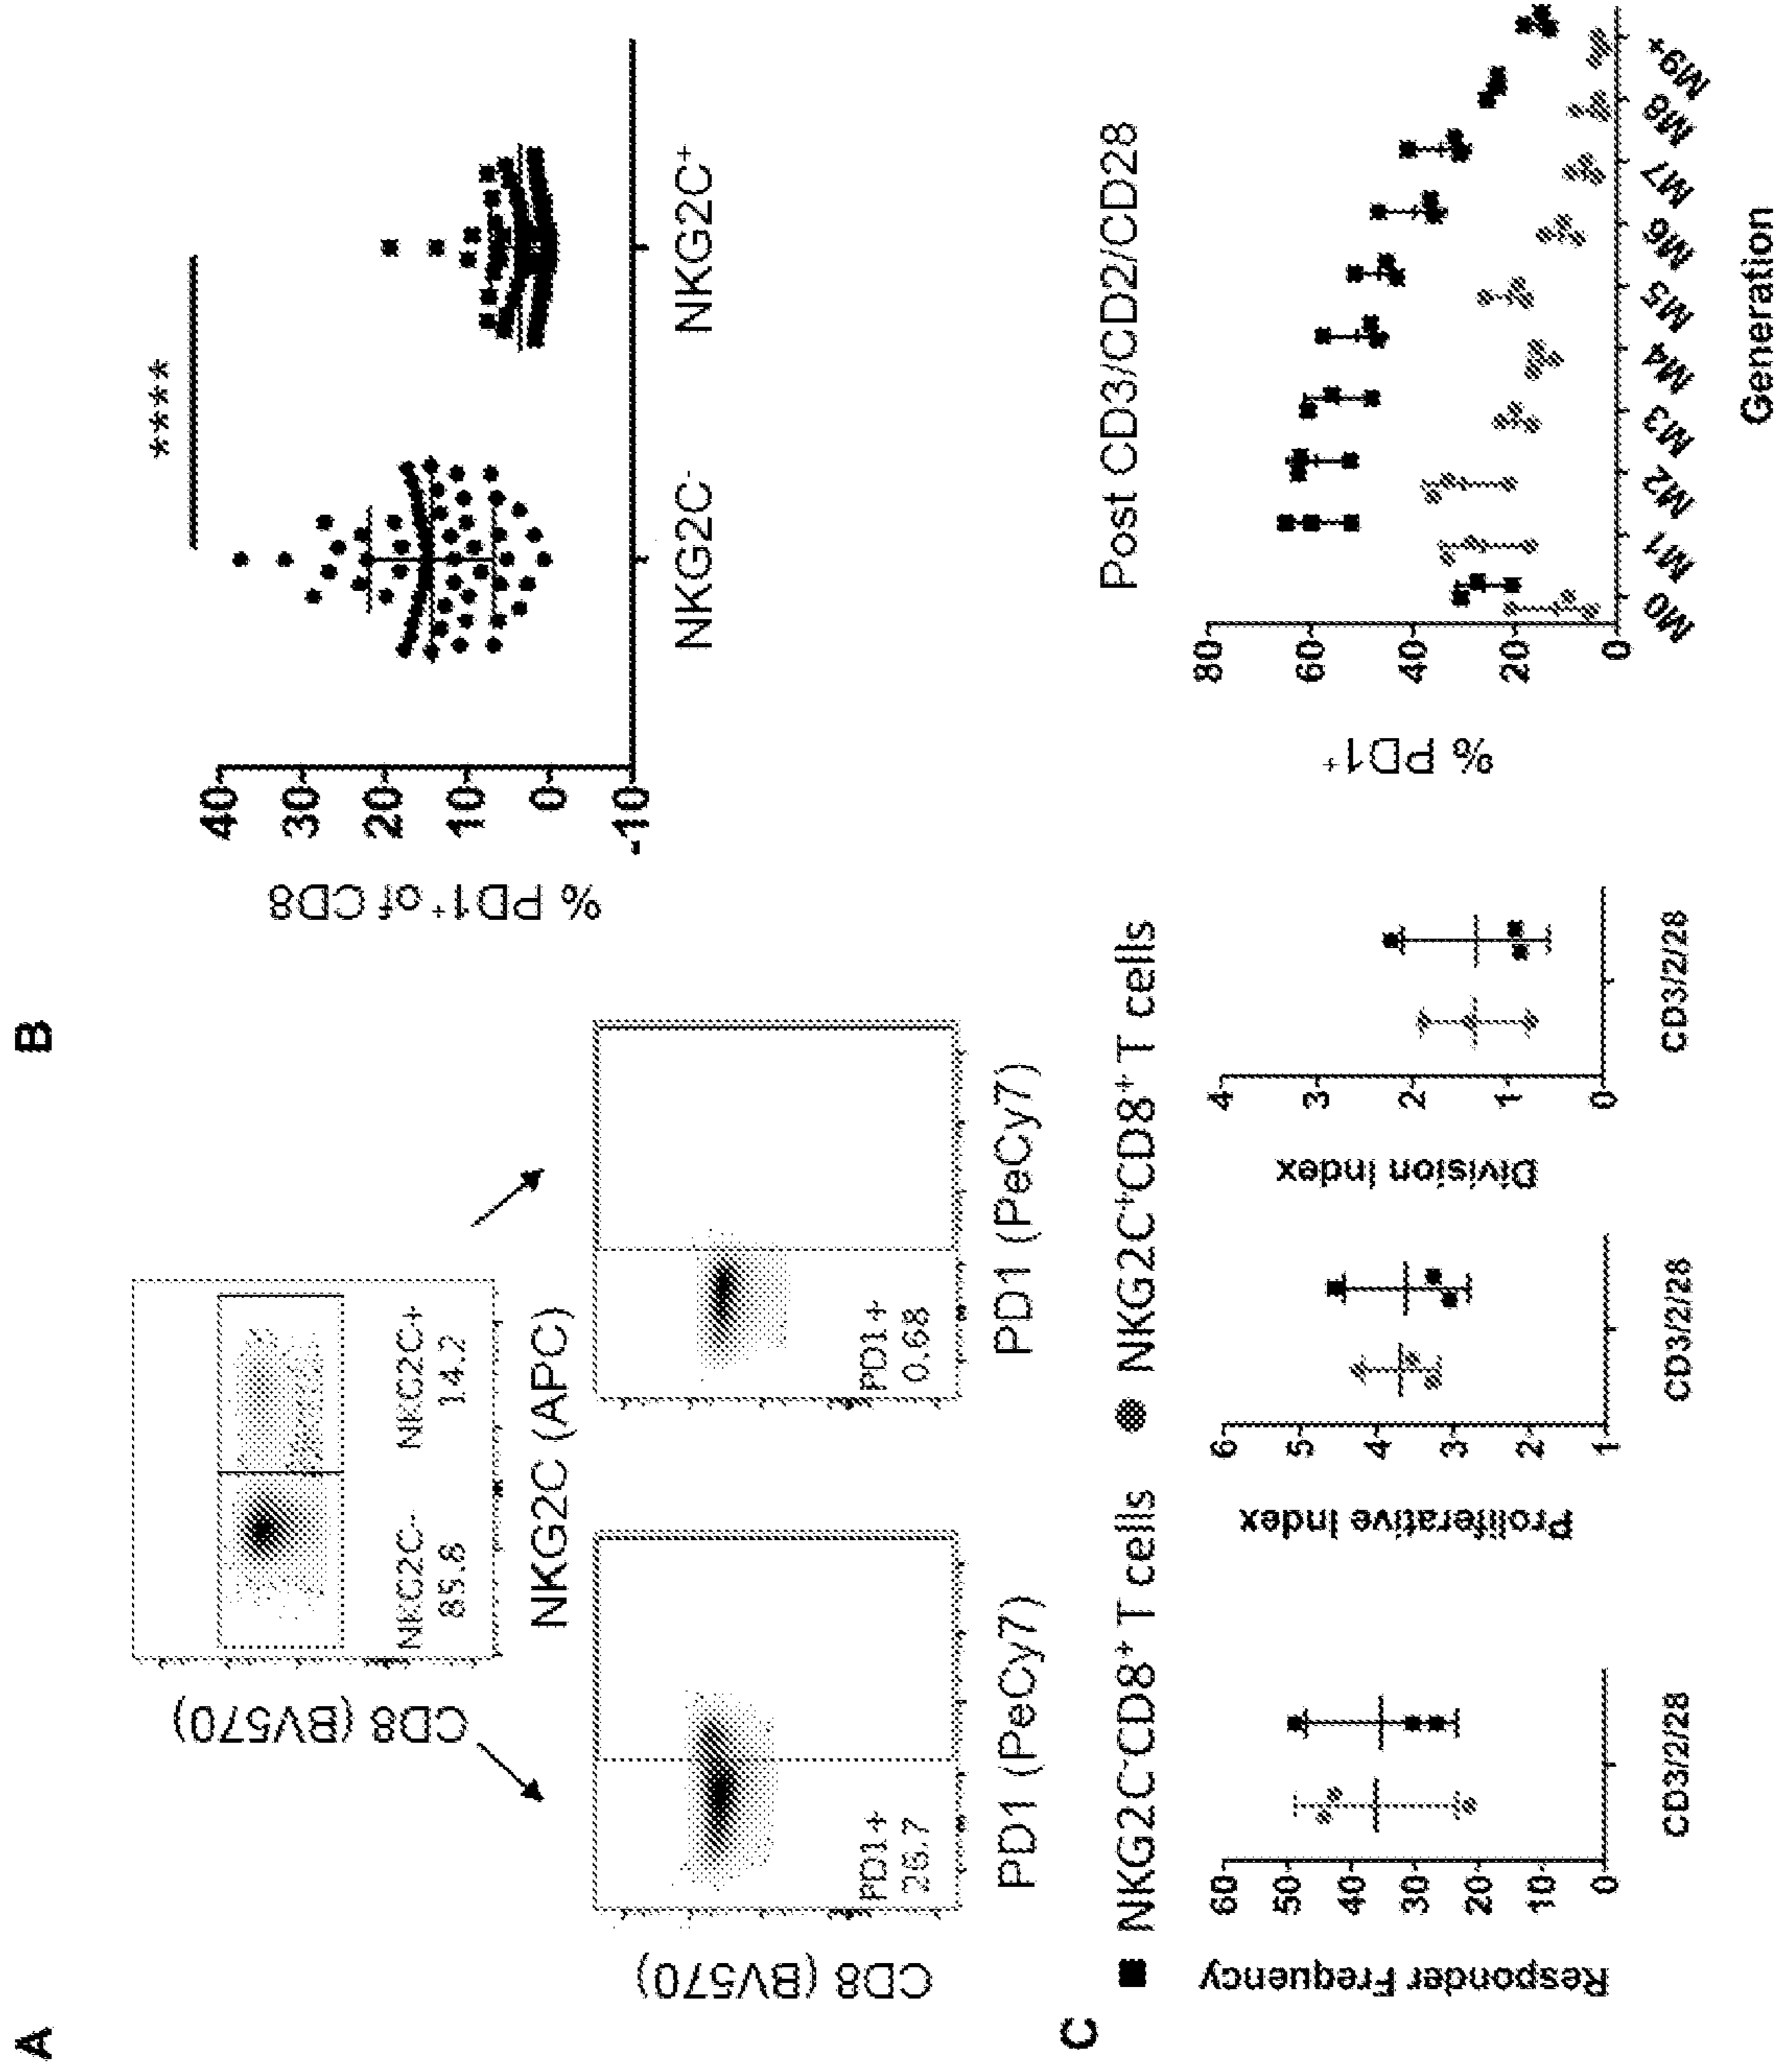 A
CD8 (BV570)
NKG2C-
85.8
NKG2C+
14.2
NKG2C (APC)
CD8 (BV570)
PD1+
26.7
PD1 (PeCy7)
PD1+
0.68
PD1 (PeCy7)
B
% PD1⁺ of CD8
40
30
20
10
0
-10
****
NKG2C⁻
NKG2C⁺
C
NKG2C⁻CD8⁺ T cells
NKG2C⁺CD8⁺ T cells
Responder Frequency
60
50
40
30
20
10
0
CD3/2/28
Proliferative Index
6
5
4
3
2
1
CD3/2/28
Division Index
4
3
2
1
0
CD3/2/28
Post CD3/CD2/CD28
% PD1⁺
80
60
40
20
0
M0 M1 M2 M3 M4 M5 M6 M7 M8 M9+
Generation